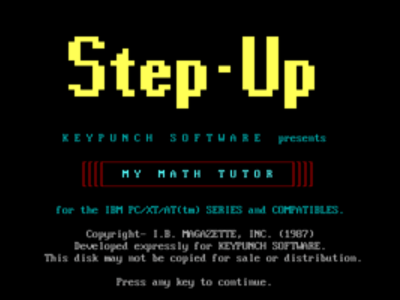 Step-Up
KEYPUNCH SOFTWARE presents
MY MATH TUTOR
for the IBM PC/XT/AT(tm) SERIES and COMPATIBLES.
Copyright- I.B. MAGAZETTE, INC. (1987)
Developed expressly for KEYPUNCH SOFTWARE.
This disk may not be copied for sale or distribution.
Press any key to continue.